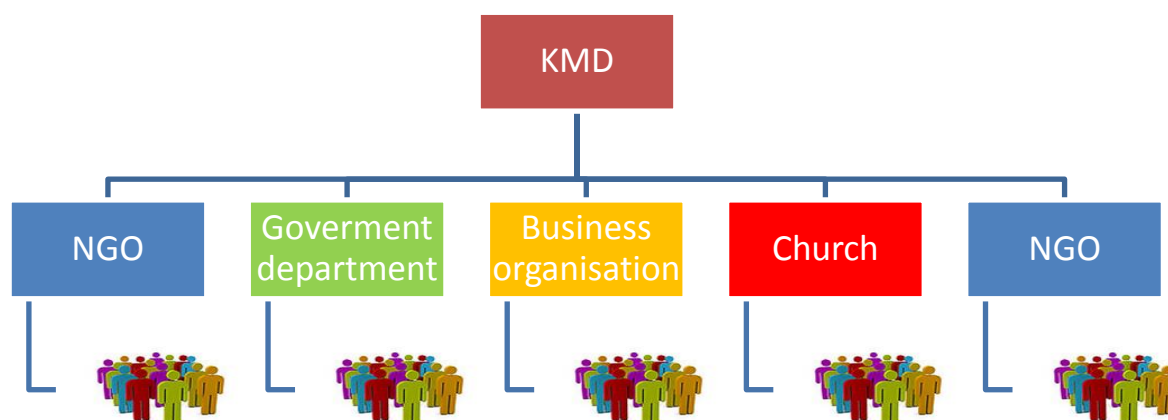 KMD
NGO
Goverment
department
Business
organisation
Church
NGO